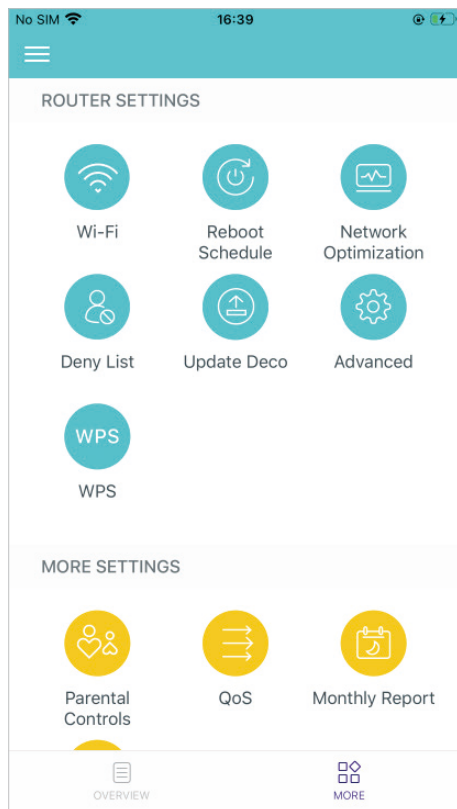 No SIM 16:39
ROUTER SETTINGS
Wi-Fi
Reboot
Schedule
Network
Optimization
Deny List
Update Deco
Advanced
WPS
WPS
MORE SETTINGS
Parental
Controls
QoS
Monthly Report
OVERVIEW
MORE